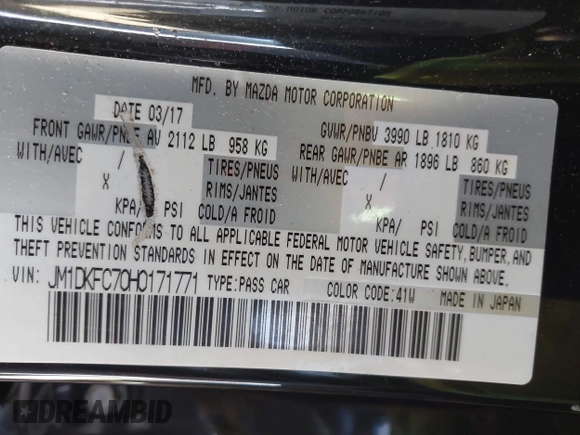 MOTOR CORPORATION
MFD. BY MAZDA MOTOR CORPORATION
DATE 03/17
FRONT GAWR/PNBE AV 2112 LB 958 KG
GVWR/PNBV 3990 LB 1810 KG
WITH/AVEC / TIRES/PNEUS
REAR GAWR/PNBE AR 1896 LB 860 KG
X RIMS/JANTES
WITH/AVEC / TIRES/PNEUS
KPA/ PSI COLD/A FROID
X RIMS/JANTES
KPA/ PSI COLD/A FROID
THIS VEHICLE CONFORMS TO ALL APPLICABLE FEDERAL MOTOR VEHICLE SAFETY, BUMPER, AND
THEFT PREVENTION STANDARDS IN EFFECT ON THE DATE OF MANUFACTURE SHOWN ABOVE.
VIN: JM1DKFC70H0171771 TYPE:PASS CAR COLOR CODE:41W MADE IN JAPAN
DREAMBID